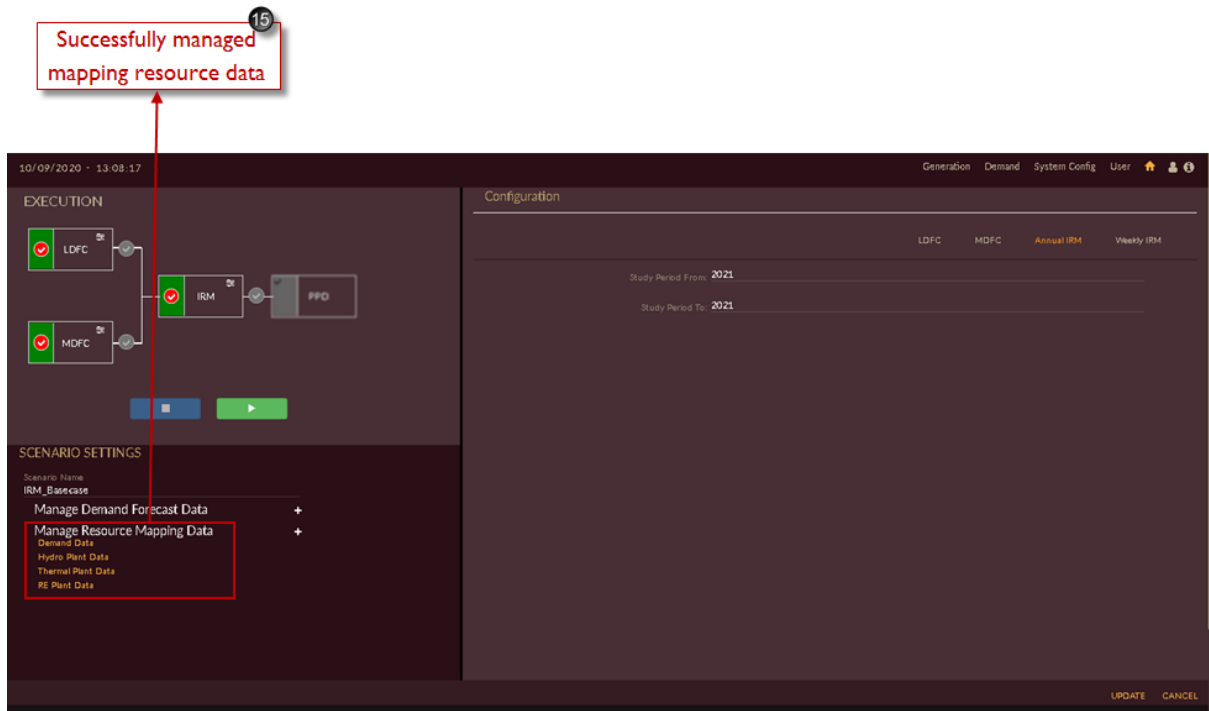 15
Successfully managed
mapping resource data
10/09/2020 - 13:08:17
Generation Demand System Config User
EXECUTION
Configuration
LDFC
LDFC MDFC Annual IRM Weekly IRM
Study Period From: 2021
IRM
PPD
Study Period To: 2021
MDFC
SCENARIO SETTINGS
Scenario Name
IRM_Basecase
Manage Demand Forecast Data +
Manage Resource Mapping Data +
Demand Data
Hydro Plant Data
Thermal Plant Data
RE Plant Data
UPDATE CANCEL